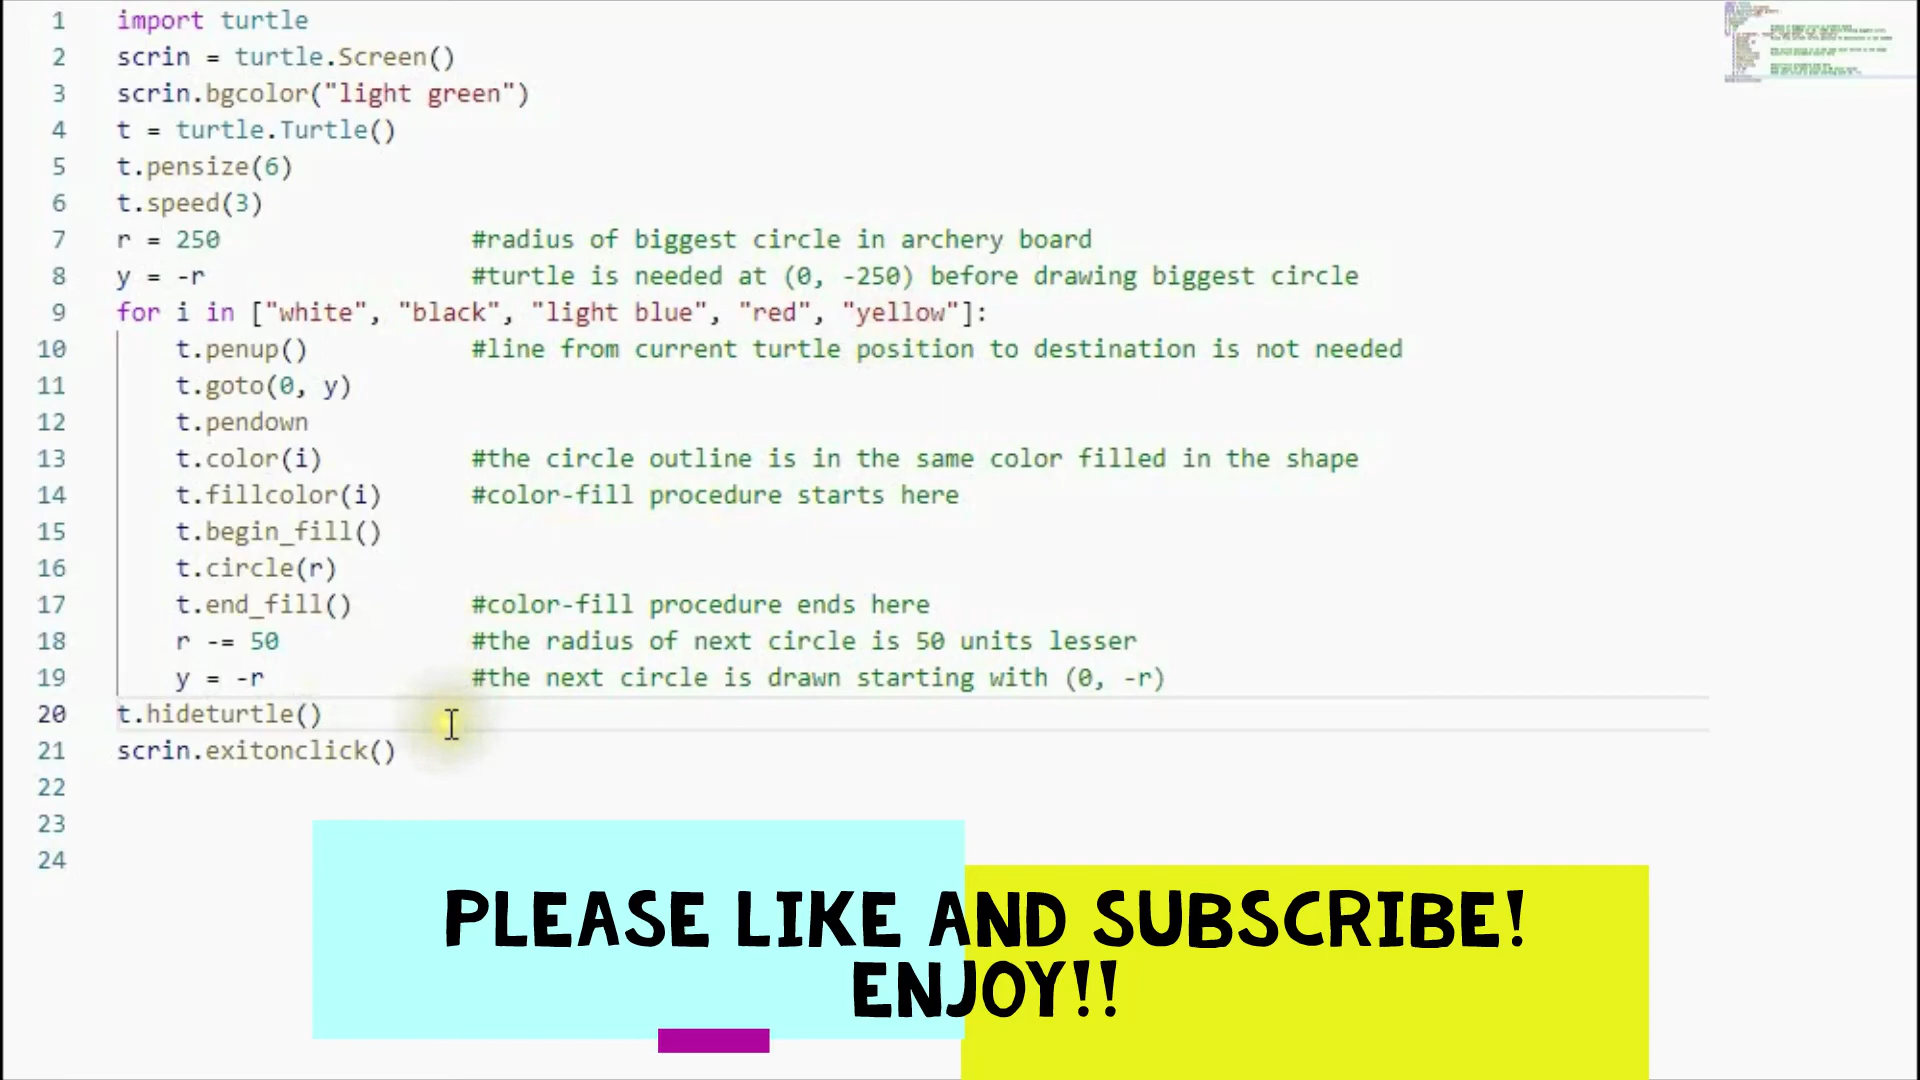 1 import turtle
2 scrin = turtle.Screen()
3 scrin.bgcolor("light green")
4 t = turtle.Turtle()
5 t.pensize(6)
6 t.speed(3)
7 r = 250 #radius of biggest circle in archery board
8 y = -r #turtle is needed at (0, -250) before drawing biggest circle
9 for i in ["white", "black", "light blue", "red", "yellow"]:
10 t.penup() #line from current turtle position to destination is not needed
11 t.goto(0, y)
12 t.pendown
13 t.color(i) #the circle outline is in the same color filled in the shape
14 t.fillcolor(i) #color-fill procedure starts here
15 t.begin_fill()
16 t.circle(r)
17 t.end_fill() #color-fill procedure ends here
18 r -= 50 #the radius of next circle is 50 units lesser
19 y = -r #the next circle is drawn starting with (0, -r)
20 t.hideturtle()
21 scrin.exitonclick()
22
23
24
PLEASE LIKE AND SUBSCRIBE!
ENJOY!!